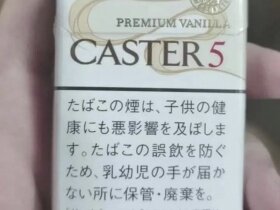 PREMIUM VANILLA
CASTER 5
たばこの煙は、子供の健
康にも悪影響を及ぼしま
す。たばこの誤飲を防ぐ
ため、乳幼児の手が届か
ない所に保管・廃棄を。